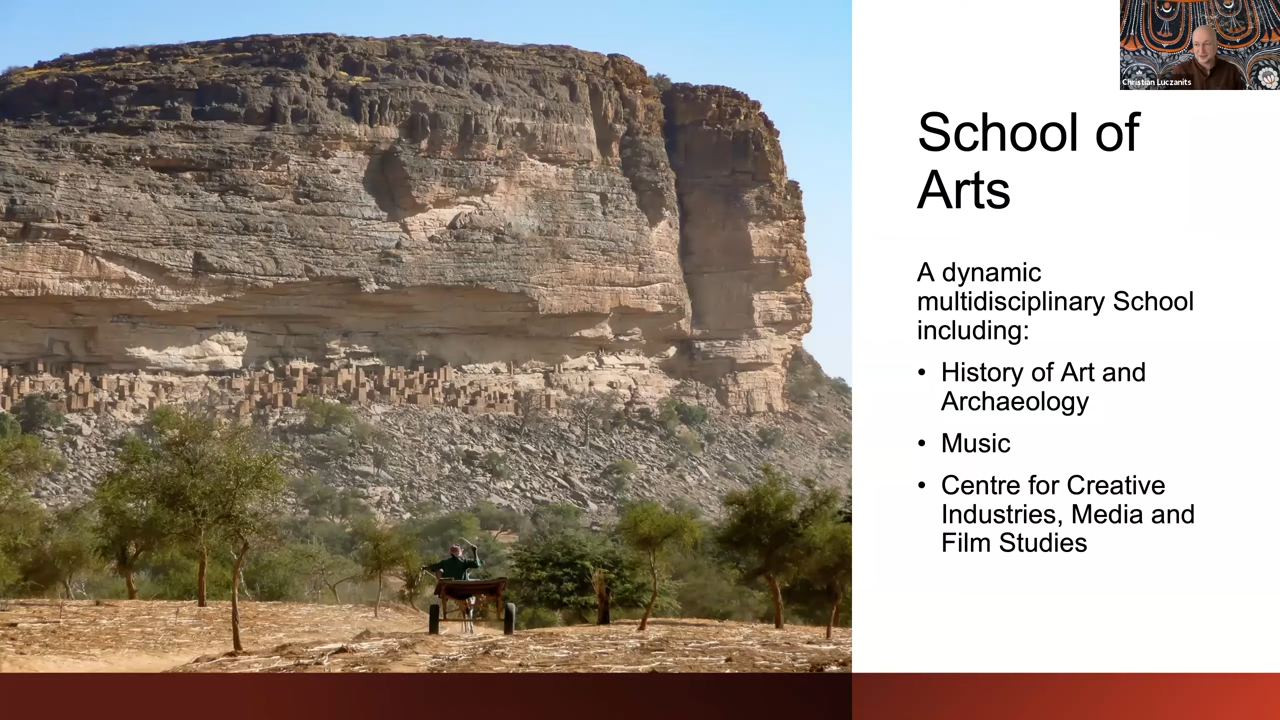 Christian Luczanits
School of
Arts
A dynamic
multidisciplinary School
including:
• History of Art and
Archaeology
• Music
• Centre for Creative
Industries, Media and
Film Studies